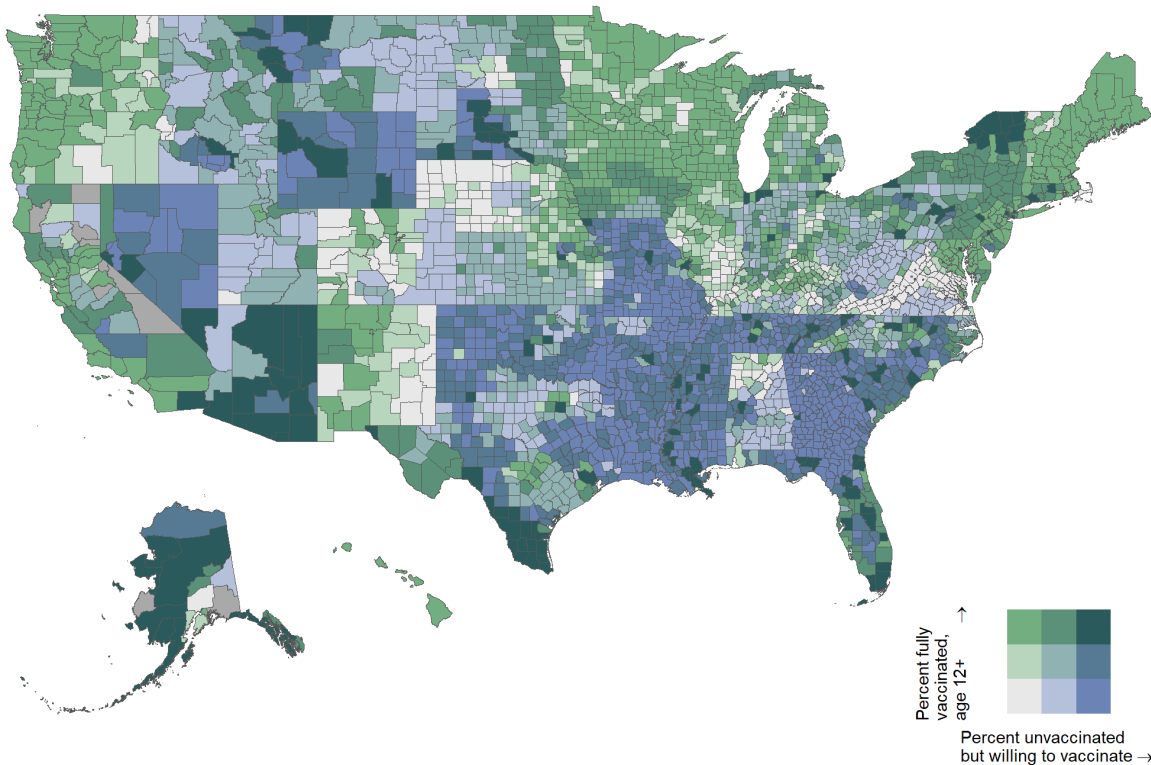 Percent fully
vaccinated,
age 12+ →
Percent unvaccinated
but willing to vaccinate →